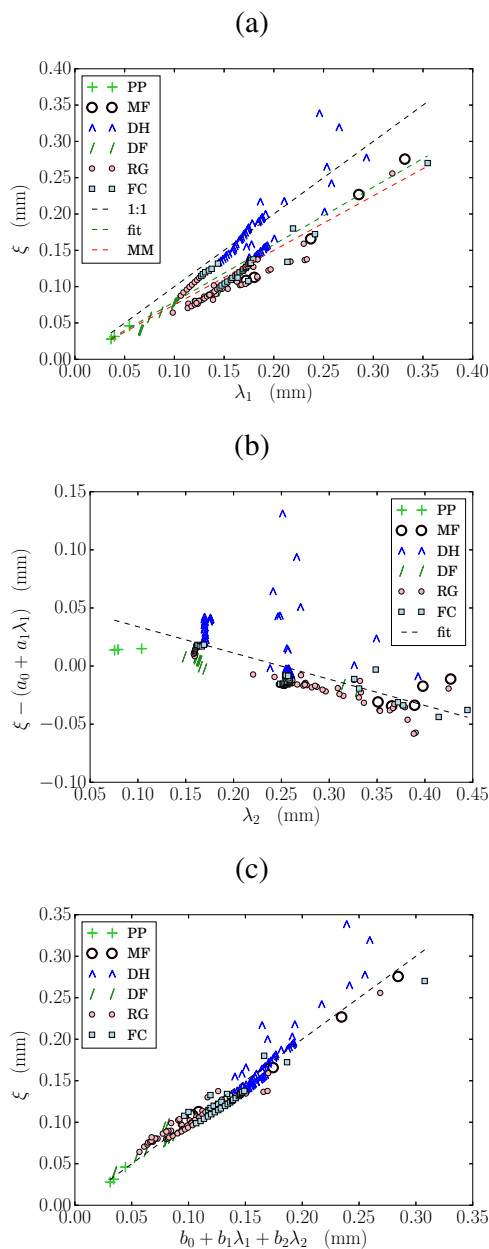 (a)
0.40
0.35
0.30
0.25
0.20
0.15
0.10
0.05
0.00
ξ (mm)
PP
MF
DH
DF
RG
FC
1:1
fit
MM
0.00 0.05 0.10 0.15 0.20 0.25 0.30 0.35 0.40
λ₁ (mm)
(b)
0.15
0.10
0.05
0.00
−0.05
−0.10
ξ − (a₀ + a₁λ₁) (mm)
PP
MF
DH
DF
RG
FC
fit
0.05 0.10 0.15 0.20 0.25 0.30 0.35 0.40 0.45
λ₂ (mm)
(c)
0.35
0.30
0.25
0.20
0.15
0.10
0.05
0.00
ξ (mm)
PP
MF
DH
DF
RG
FC
0.00 0.05 0.10 0.15 0.20 0.25 0.30 0.35
b₀ + b₁λ₁ + b₂λ₂ (mm)